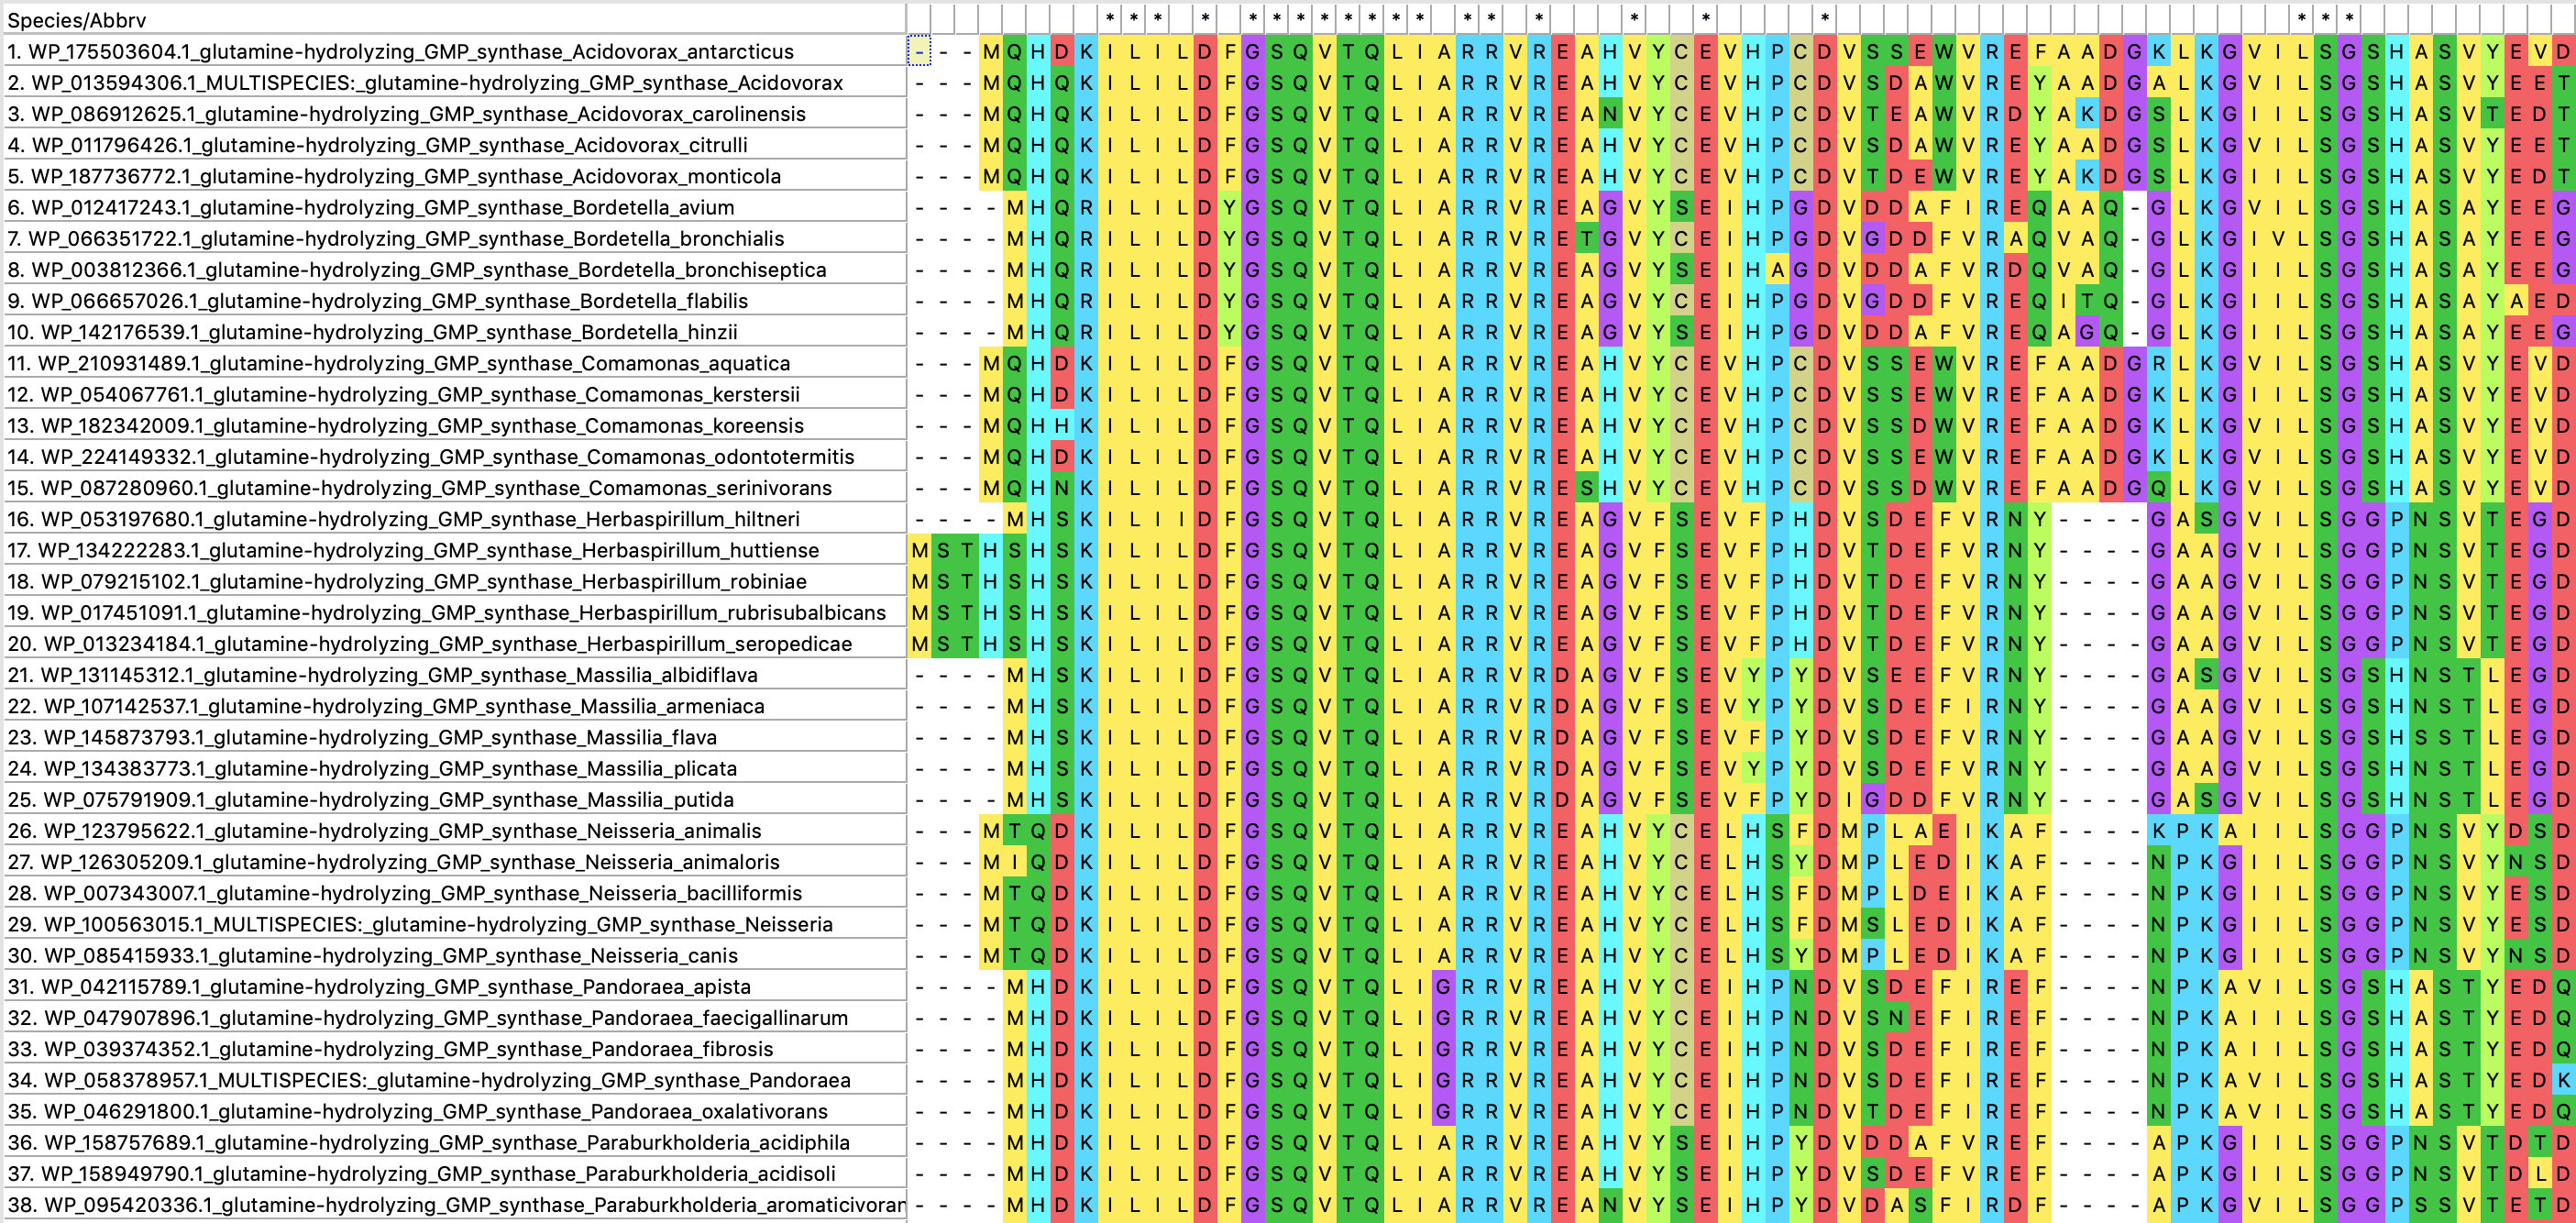 Species/Abbrv * * * * * * * * * * * * * * * * * * * * *
1. WP_175503604.1_glutamine-hydrolyzing_GMP_synthase_Acidovorax_antarcticus - - - M Q H D K I L I L D F G S Q V T Q L I A R R V R E A H V Y C E V H P C D V S S E W V R E F A A D G K L K G V I L S G S H A S V Y E V D
2. WP_013594306.1_MULTISPECIES:_glutamine-hydrolyzing_GMP_synthase_Acidovorax - - - M Q H Q K I L I L D F G S Q V T Q L I A R R V R E A H V Y C E V H P C D V S D A W V R E Y A A D G A L K G V I L S G S H A S V Y E E T
3. WP_086912625.1_glutamine-hydrolyzing_GMP_synthase_Acidovorax_carolinensis - - - M Q H Q K I L I L D F G S Q V T Q L I A R R V R E A N V Y C E V H P C D V T E A W V R D Y A K D G S L K G I I L S G S H A S V T E D T
4. WP_011796426.1_glutamine-hydrolyzing_GMP_synthase_Acidovorax_citrulli - - - M Q H Q K I L I L D F G S Q V T Q L I A R R V R E A H V Y C E V H P C D V S D A W V R E Y A A D G S L K G V I L S G S H A S V Y E E T
5. WP_187736772.1_glutamine-hydrolyzing_GMP_synthase_Acidovorax_monticola - - - M Q H Q K I L I L D F G S Q V T Q L I A R R V R E A H V Y C E V H P C D V T D E W V R E Y A K D G S L K G I I L S G S H A S V Y E D T
6. WP_012417243.1_glutamine-hydrolyzing_GMP_synthase_Bordetella_avium - - - - M H Q R I L I L D Y G S Q V T Q L I A R R V R E A G V Y S E I H P G D V D D A F I R E Q A A Q - G L K G V I L S G S H A S A Y E E G
7. WP_066351722.1_glutamine-hydrolyzing_GMP_synthase_Bordetella_bronchialis - - - - M H Q R I L I L D Y G S Q V T Q L I A R R V R E T G V Y C E I H P G D V G D D F V R A Q V A Q - G L K G I V L S G S H A S A Y E E G
8. WP_003812366.1_glutamine-hydrolyzing_GMP_synthase_Bordetella_bronchiseptica - - - - M H Q R I L I L D Y G S Q V T Q L I A R R V R E A G V Y S E I H A G D V D D A F V R D Q V A Q - G L K G I I L S G S H A S A Y E E G
9. WP_066657026.1_glutamine-hydrolyzing_GMP_synthase_Bordetella_flabilis - - - - M H Q R I L I L D Y G S Q V T Q L I A R R V R E A G V Y C E I H P G D V G D D F V R E Q I T Q - G L K G I I L S G S H A S A Y A E D
10. WP_142176539.1_glutamine-hydrolyzing_GMP_synthase_Bordetella_hinzii - - - - M H Q R I L I L D Y G S Q V T Q L I A R R V R E A G V Y S E I H P G D V D D A F V R E Q A G Q - G L K G I I L S G S H A S A Y E E G
11. WP_210931489.1_glutamine-hydrolyzing_GMP_synthase_Comamonas_aquatica - - - M Q H D K I L I L D F G S Q V T Q L I A R R V R E A H V Y C E V H P C D V S S E W V R E F A A D G R L K G V I L S G S H A S V Y E V D
12. WP_054067761.1_glutamine-hydrolyzing_GMP_synthase_Comamonas_kerstersii - - - M Q H D K I L I L D F G S Q V T Q L I A R R V R E A H V Y C E V H P C D V S S E W V R E F A A D G K L K G V I L S G S H A S V Y E V D
13. WP_182342009.1_glutamine-hydrolyzing_GMP_synthase_Comamonas_koreensis - - - M Q H H K I L I L D F G S Q V T Q L I A R R V R E A H V Y C E V H P C D V S S D W V R E F A A D G K L K G V I L S G S H A S V Y E V D
14. WP_224149332.1_glutamine-hydrolyzing_GMP_synthase_Comamonas_odontotermitis - - - M Q H D K I L I L D F G S Q V T Q L I A R R V R E A H V Y C E V H P C D V S S E W V R E F A A D G K L K G V I L S G S H A S V Y E V D
15. WP_087280960.1_glutamine-hydrolyzing_GMP_synthase_Comamonas_serinivorans - - - M Q H N K I L I L D F G S Q V T Q L I A R R V R E S H V Y C E V H P C D V S S D W V R E F A A D G Q L K G V I L S G S H A S V Y E V D
16. WP_053197680.1_glutamine-hydrolyzing_GMP_synthase_Herbaspirillum_hiltneri - - - - M H S K I L I I D F G S Q V T Q L I A R R V R E A G V F S E V F P H D V S D E F V R N Y - - - - G A S G V I L S G G P N S V T E G D
17. WP_134222283.1_glutamine-hydrolyzing_GMP_synthase_Herbaspirillum_huttiense M S T H S H S K I L I L D F G S Q V T Q L I A R R V R E A G V F S E V F P H D V T D E F V R N Y - - - - G A A G V I L S G G P N S V T E G D
18. WP_079215102.1_glutamine-hydrolyzing_GMP_synthase_Herbaspirillum_robiniae M S T H S H S K I L I L D F G S Q V T Q L I A R R V R E A G V F S E V F P H D V T D E F V R N Y - - - - G A A G V I L S G G P N S V T E G D
19. WP_017451091.1_glutamine-hydrolyzing_GMP_synthase_Herbaspirillum_rubrisubalbicans M S T H S H S K I L I L D F G S Q V T Q L I A R R V R E A G V F S E V F P H D V T D E F V R N Y - - - - G A A G V I L S G G P N S V T E G D
20. WP_013234184.1_glutamine-hydrolyzing_GMP_synthase_Herbaspirillum_seropedicae M S T H S H S K I L I L D F G S Q V T Q L I A R R V R E A G V F S E V F P H D V T D E F V R N Y - - - - G A A G V I L S G G P N S V T E G D
21. WP_131145312.1_glutamine-hydrolyzing_GMP_synthase_Massilia_albidiflava - - - - M H S K I L I I D F G S Q V T Q L I A R R V R D A G V F S E V Y P Y D V S E E F V R N Y - - - - G A S G V I L S G S H N S T L E G D
22. WP_107142537.1_glutamine-hydrolyzing_GMP_synthase_Massilia_armeniaca - - - - M H S K I L I L D F G S Q V T Q L I A R R V R D A G V F S E V Y P Y D V S D E F I R N Y - - - - G A A G V I L S G S H N S T L E G D
23. WP_145873793.1_glutamine-hydrolyzing_GMP_synthase_Massilia_flava - - - - M H S K I L I L D F G S Q V T Q L I A R R V R D A G V F S E V F P Y D V S D E F V R N Y - - - - G A A G V I L S G S H S S T L E G D
24. WP_134383773.1_glutamine-hydrolyzing_GMP_synthase_Massilia_plicata - - - - M H S K I L I L D F G S Q V T Q L I A R R V R D A G V F S E V Y P Y D V S D E F V R N Y - - - - G A A G V I L S G S H N S T L E G D
25. WP_075791909.1_glutamine-hydrolyzing_GMP_synthase_Massilia_putida - - - - M H S K I L I L D F G S Q V T Q L I A R R V R D A G V F S E V F P Y D I G D D F V R N Y - - - - G A S G V I L S G S H N S T L E G D
26. WP_123795622.1_glutamine-hydrolyzing_GMP_synthase_Neisseria_animalis - - - M T Q D K I L I L D F G S Q V T Q L I A R R V R E A H V Y C E L H S F D M P L A E I K A F - - - - K P K A I I L S G G P N S V Y D S D
27. WP_126305209.1_glutamine-hydrolyzing_GMP_synthase_Neisseria_animaloris - - - M I Q D K I L I L D F G S Q V T Q L I A R R V R E A H V Y C E L H S Y D M P L E D I K A F - - - - N P K G I I L S G G P N S V Y N S D
28. WP_007343007.1_glutamine-hydrolyzing_GMP_synthase_Neisseria_bacilliformis - - - M T Q D K I L I L D F G S Q V T Q L I A R R V R E A H V Y C E L H S F D M P L D E I K A F - - - - N P K G I I L S G G P N S V Y E S D
29. WP_100563015.1_MULTISPECIES:_glutamine-hydrolyzing_GMP_synthase_Neisseria - - - M T Q D K I L I L D F G S Q V T Q L I A R R V R E A H V Y C E L H S F D M S L E D I K A F - - - - N P K G I I L S G G P N S V Y E S D
30. WP_085415933.1_glutamine-hydrolyzing_GMP_synthase_Neisseria_canis - - - M T Q D K I L I L D F G S Q V T Q L I A R R V R E A H V Y C E L H S Y D M P L E D I K A F - - - - N P K G I I L S G G P N S V Y N S D
31. WP_042115789.1_glutamine-hydrolyzing_GMP_synthase_Pandoraea_apista - - - - M H D K I L I L D F G S Q V T Q L I G R R V R E A H V Y C E I H P N D V S D E F I R E F - - - - N P K A V I L S G S H A S T Y E D Q
32. WP_047907896.1_glutamine-hydrolyzing_GMP_synthase_Pandoraea_faecigallinarum - - - - M H D K I L I L D F G S Q V T Q L I G R R V R E A H V Y C E I H P N D V S N E F I R E F - - - - N P K A I I L S G S H A S T Y E D Q
33. WP_039374352.1_glutamine-hydrolyzing_GMP_synthase_Pandoraea_fibrosis - - - - M H D K I L I L D F G S Q V T Q L I G R R V R E A H V Y C E I H P N D V S D E F I R E F - - - - N P K A I I L S G S H A S T Y E D Q
34. WP_058378957.1_MULTISPECIES:_glutamine-hydrolyzing_GMP_synthase_Pandoraea - - - - M H D K I L I L D F G S Q V T Q L I G R R V R E A H V Y C E I H P N D V S D E F I R E F - - - - N P K A V I L S G S H A S T Y E D K
35. WP_046291800.1_glutamine-hydrolyzing_GMP_synthase_Pandoraea_oxalativorans - - - - M H D K I L I L D F G S Q V T Q L I G R R V R E A H V Y C E I H P N D V T D E F I R E F - - - - N P K A V I L S G S H A S T Y E D Q
36. WP_158757689.1_glutamine-hydrolyzing_GMP_synthase_Paraburkholderia_acidiphila - - - - M H D K I L I L D F G S Q V T Q L I A R R V R E A H V Y S E I H P Y D V D D A F V R E F - - - - A P K G I I L S G G P N S V T D T D
37. WP_158949790.1_glutamine-hydrolyzing_GMP_synthase_Paraburkholderia_acidisoli - - - - M H D K I L I L D F G S Q V T Q L I A R R V R E A H V Y S E I H P Y D V S D E F V R E F - - - - A P K G I I L S G G P N S V T D L D
38. WP_095420336.1_glutamine-hydrolyzing_GMP_synthase_Paraburkholderia_aromaticivoran - - - - M H D K I L I L D F G S Q V T Q L I A R R V R E A N V Y S E I H P Y D V D A S F I R D F - - - - A P K G V I L S G G P S S V T E T D